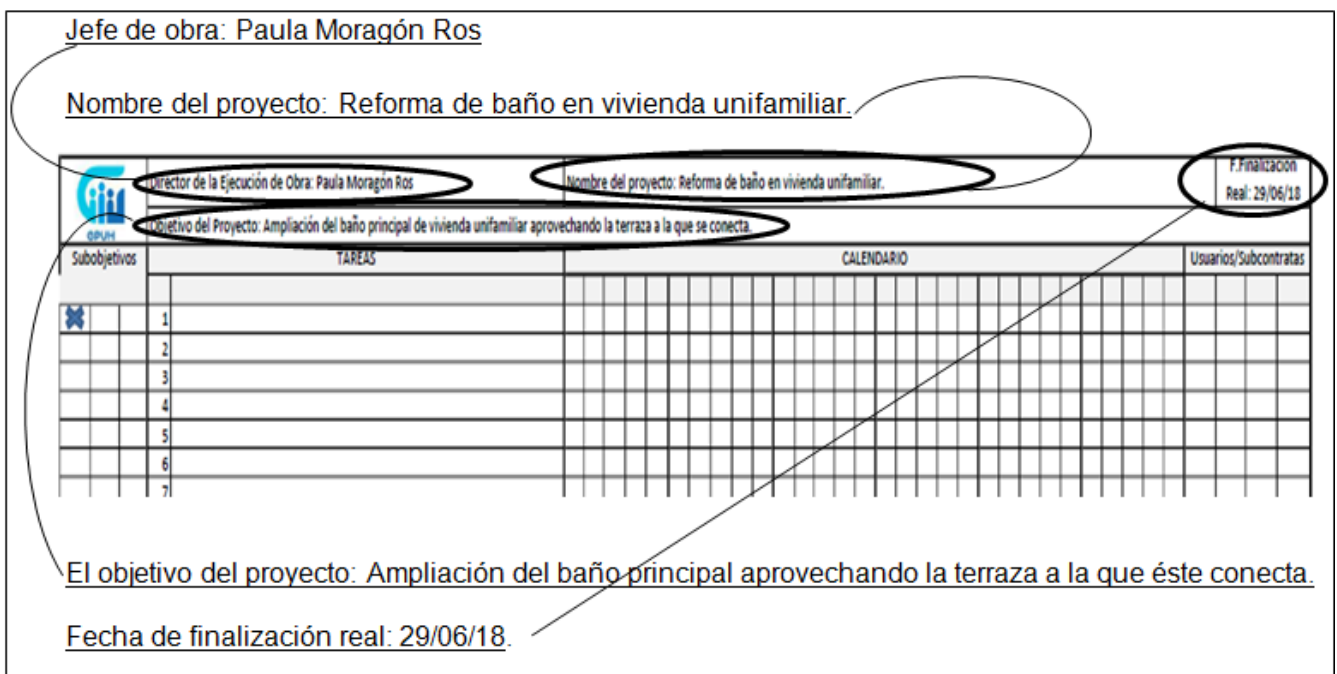 Jefe de obra: Paula Moragón Ros
Nombre del proyecto: Reforma de baño en vivienda unifamiliar.
Director de la Ejecución de Obra: Paula Moragón Ros
Nombre del proyecto: Reforma de baño en vivienda unifamiliar.
F.Finalización
Real: 29/06/18
Objetivo del Proyecto: Ampliación del baño principal de vivienda unifamiliar aprovechando la terraza a la que se conecta.
GPUH
Subobjetivos
TAREAS
CALENDARIO
Usuarios/Subcontratas
1
2
3
4
5
6
7
El objetivo del proyecto: Ampliación del baño principal aprovechando la terraza a la que éste conecta.
Fecha de finalización real: 29/06/18.